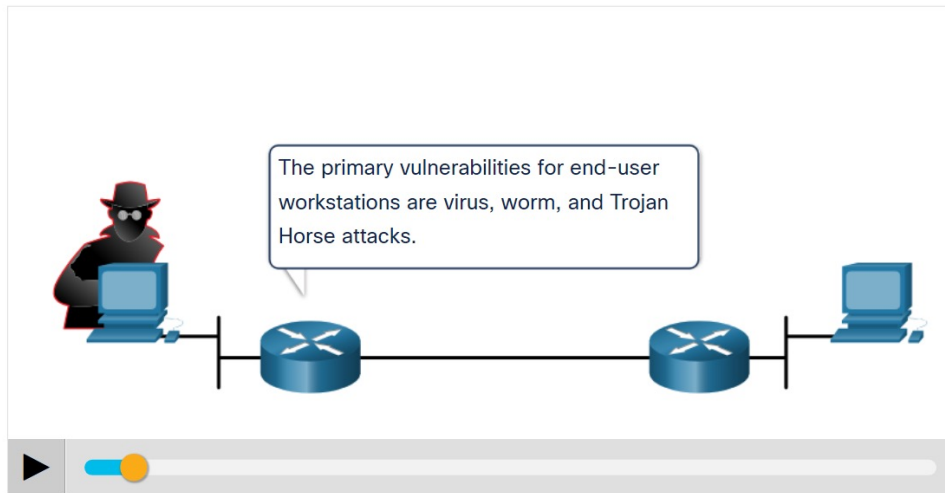 The primary vulnerabilities for end-user
workstations are virus, worm, and Trojan
Horse attacks.